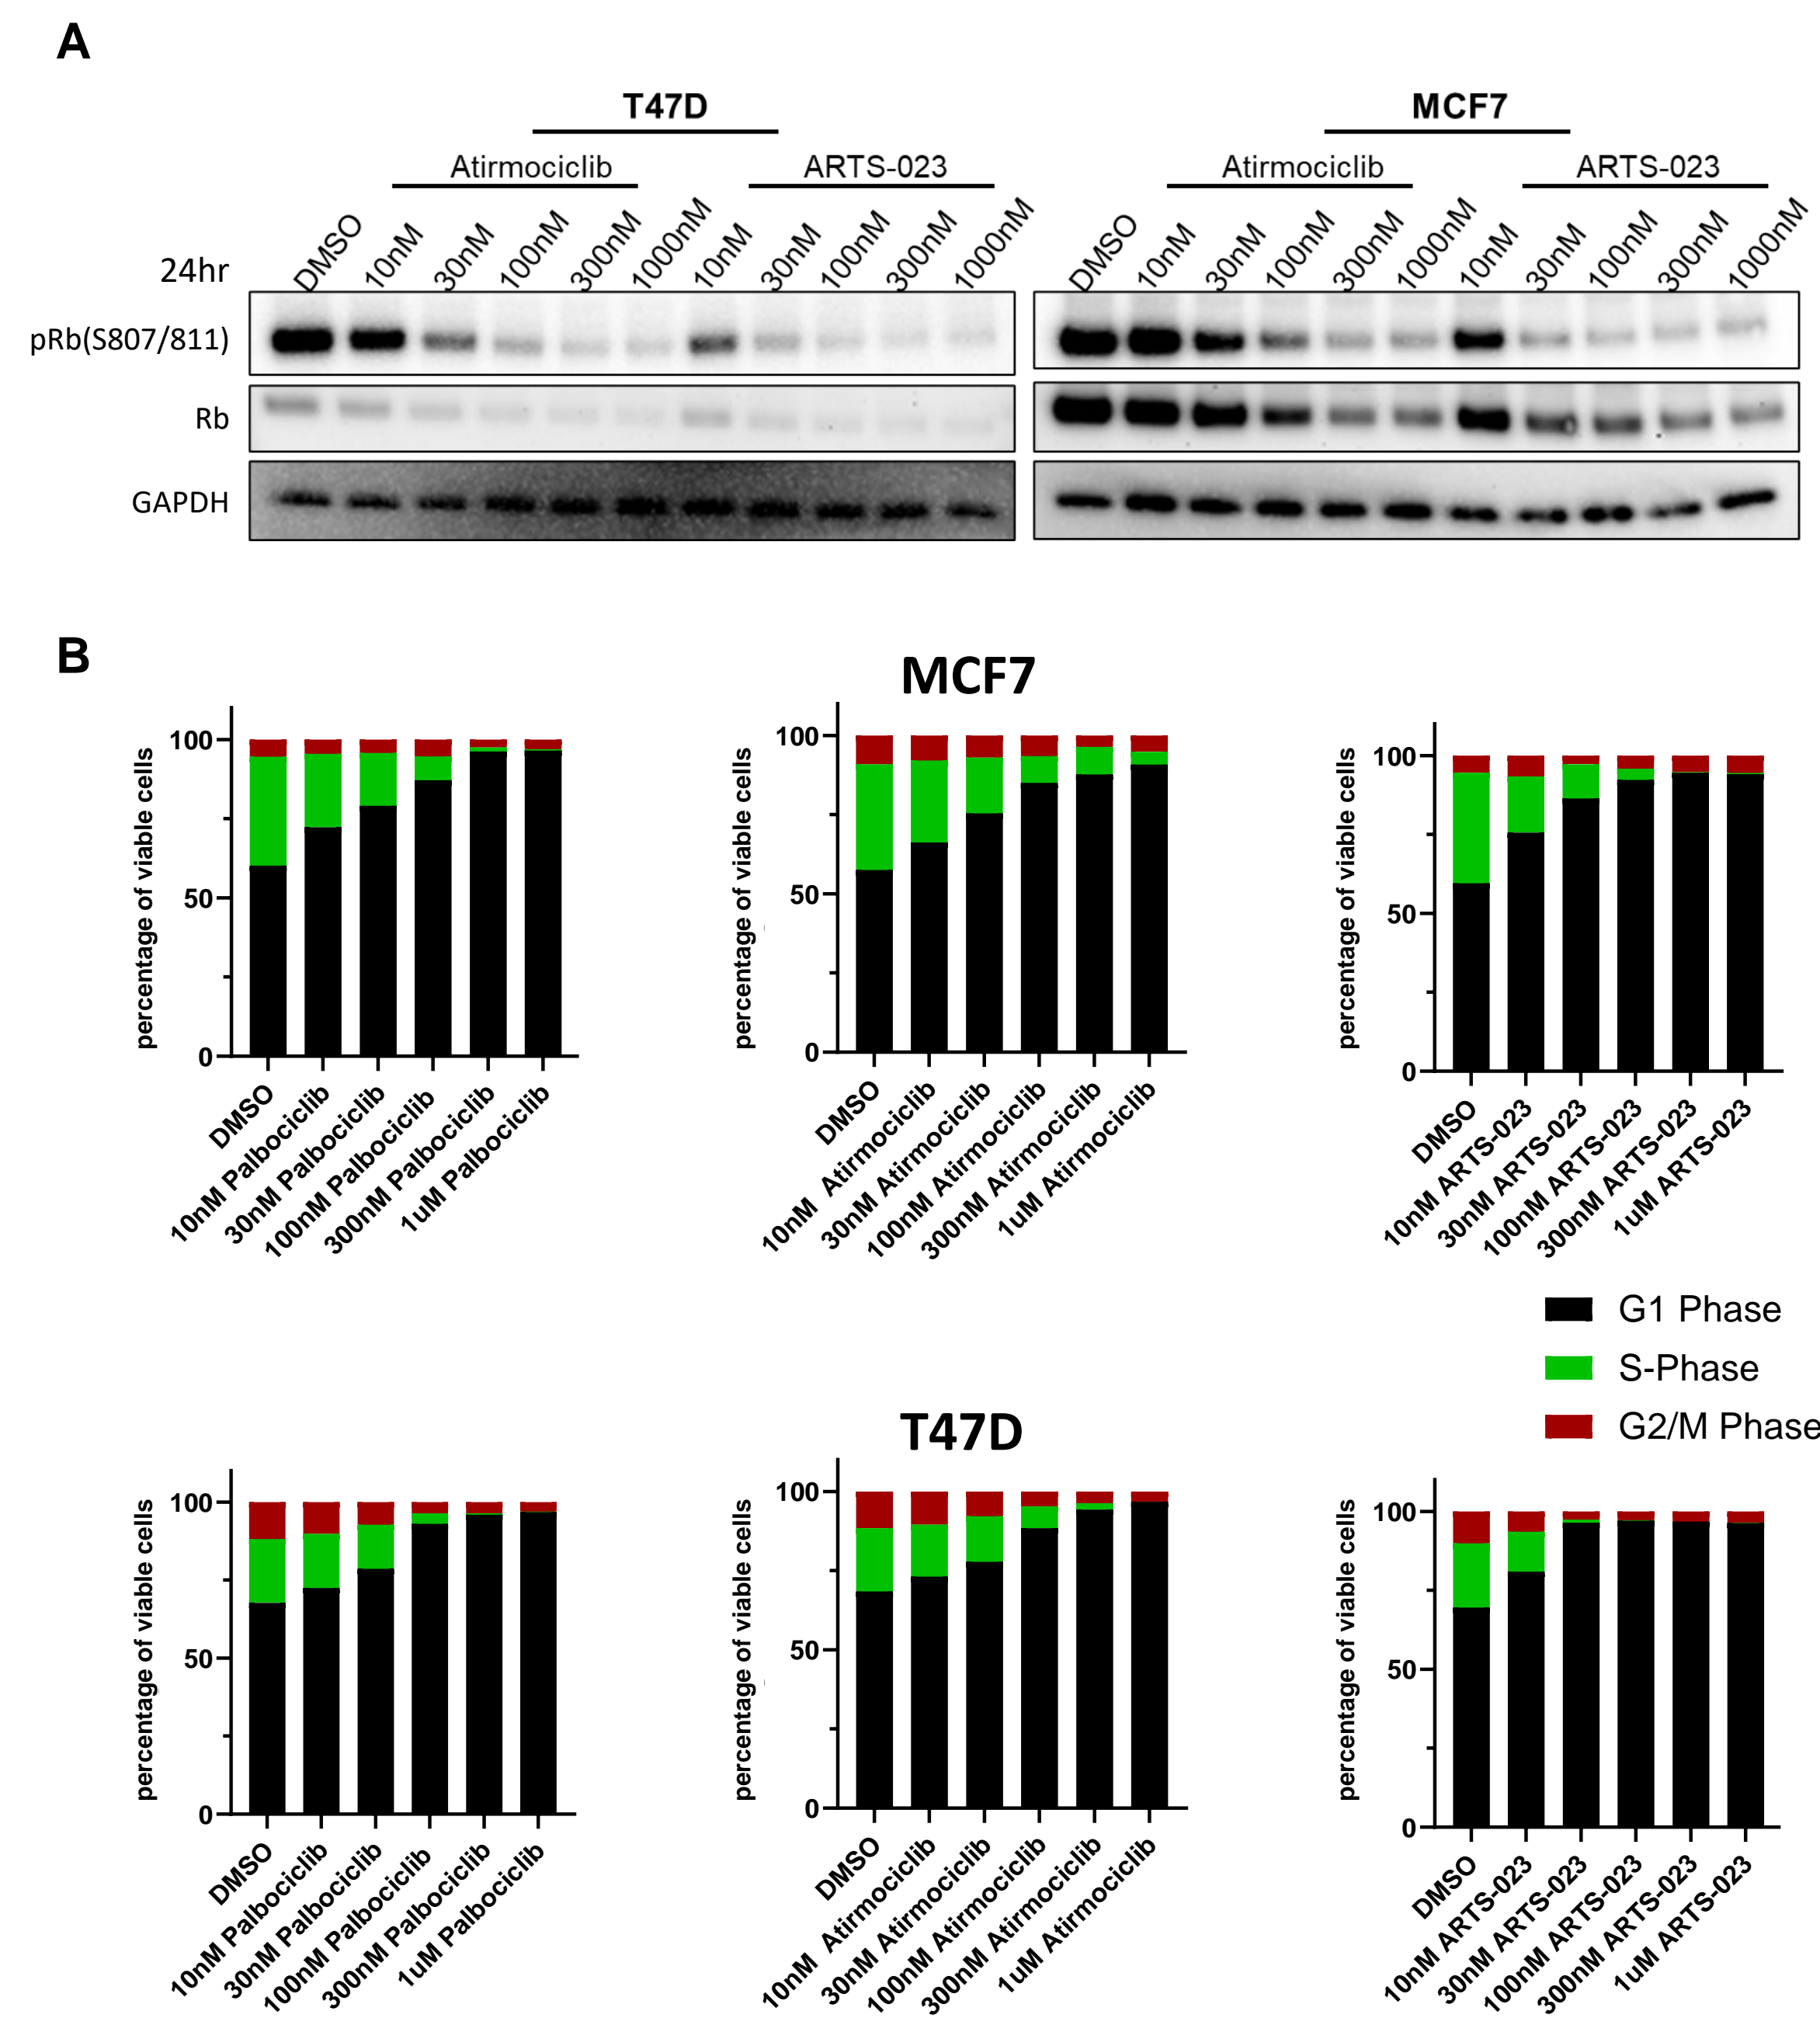 A
T47D
MCF7
Atirmociclib
ARTS-023
Atirmociclib
ARTS-023
24hr
DMSO
10nM
30nM
100nM
300nM
1000nM
10nM
30nM
100nM
300nM
1000nM
DMSO
10nM
30nM
100nM
300nM
1000nM
10nM
30nM
100nM
300nM
1000nM
pRb(S807/811)
Rb
GAPDH
B
MCF7
percentage of viable cells
100
50
0
DMSO
10nM Palbociclib
30nM Palbociclib
100nM Palbociclib
300nM Palbociclib
1uM Palbociclib
percentage of viable cells
100
50
0
DMSO
10nM  Atirmociclib
30nM Atirmociclib
100nM Atirmociclib
300nM Atirmociclib
1uM Atirmociclib
percentage of viable cells
100
50
0
DMSO
10nM ARTS-023
30nM ARTS-023
100nM ARTS-023
300nM ARTS-023
1uM ARTS-023
G1 Phase
S-Phase
G2/M Phase
T47D
percentage of viable cells
100
50
0
DMSO
10nM Palbociclib
30nM Palbociclib
100nM Palbociclib
300nM Palbociclib
1uM Palbociclib
percentage of viable cells
100
50
0
DMSO
10nM  Atirmociclib
30nM Atirmociclib
100nM Atirmociclib
300nM Atirmociclib
1uM Atirmociclib
percentage of viable cells
100
50
0
DMSO
10nM ARTS-023
30nM ARTS-023
100nM ARTS-023
300nM ARTS-023
1uM ARTS-023